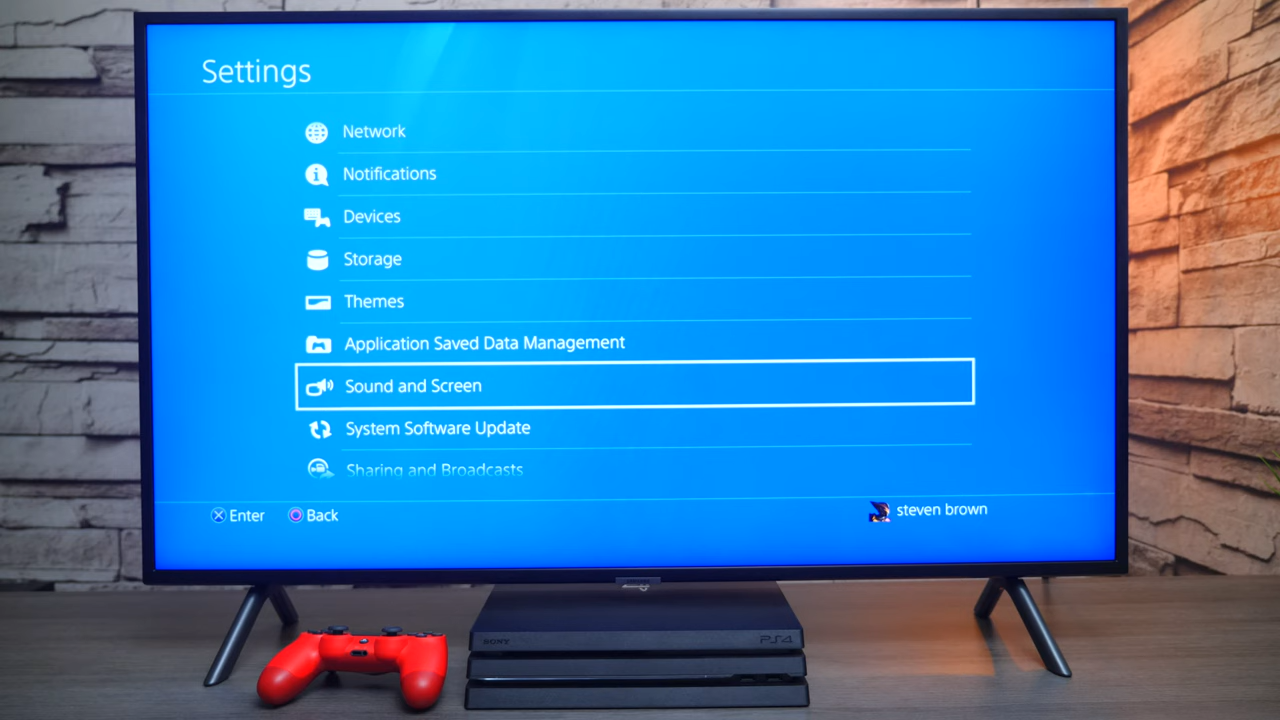 Settings
Network
Notifications
Devices
Storage
Themes
Application Saved Data Management
Sound and Screen
System Software Update
Sharing and Broadcasts
Enter Back steven brown
SONY PS4